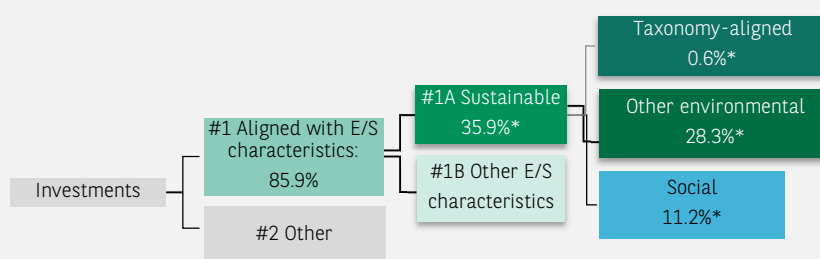 Taxonomy-aligned
0.6%*
#1A Sustainable
35.9%*
Other environmental
28.3%*
#1 Aligned with E/S
characteristics:
85.9%
#1B Other E/S
characteristics
Investments
Social
11.2%*
#2 Other